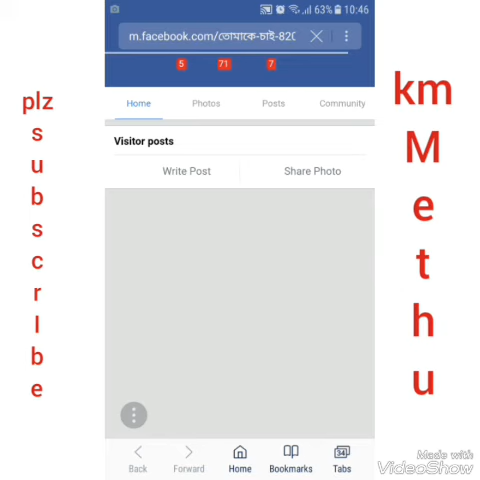 63% 10:46
m.facebook.com/তোমাকে-চাই-820
5 71 7
Home Photos Posts Community
Visitor posts
Write Post Share Photo
Back Forward Home Bookmarks Tabs
34
plz
s
u
b
s
c
r
I
b
e
km
M
e
t
h
u
Made with
VideoShow